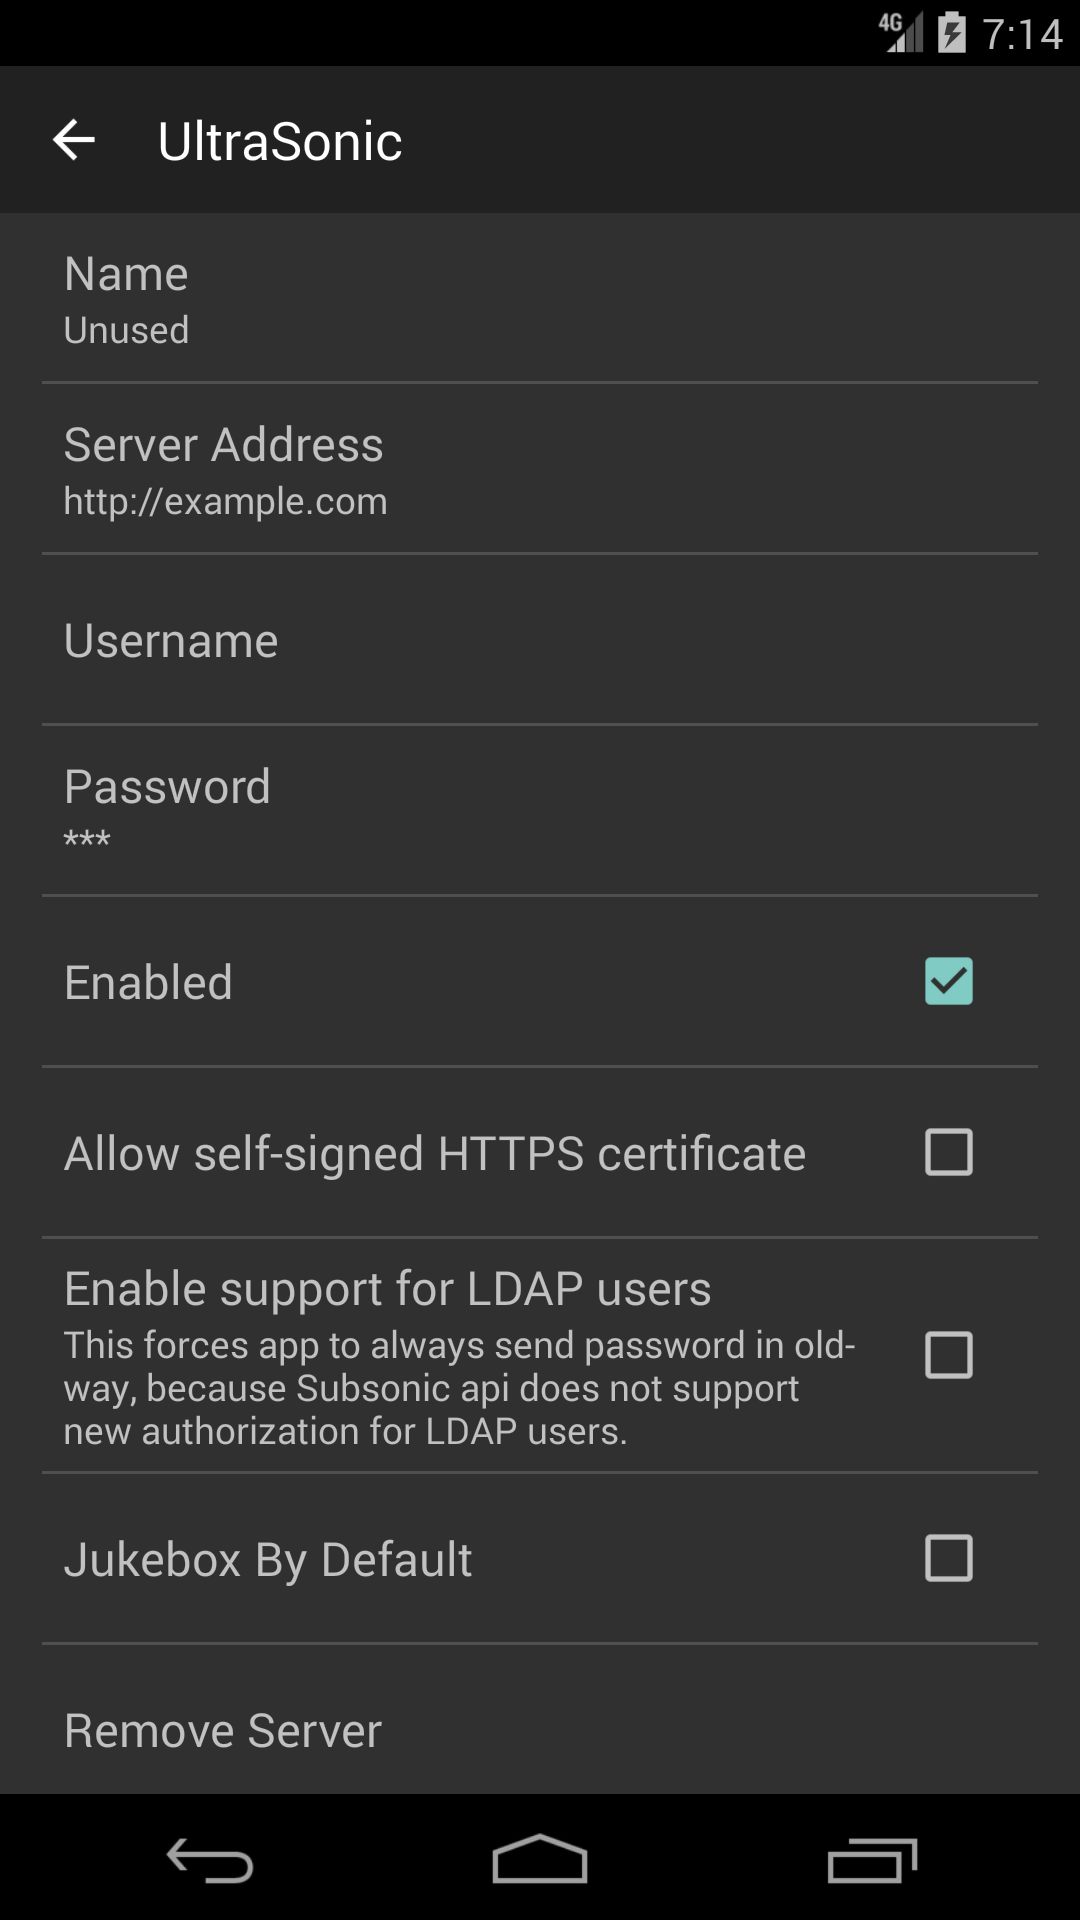 4G 7:14
UltraSonic
Name
Unused
Server Address
http://example.com
Username
Password
***
Enabled
Allow self-signed HTTPS certificate
Enable support for LDAP users
This forces app to always send password in old-
way, because Subsonic api does not support
new authorization for LDAP users.
Jukebox By Default
Remove Server